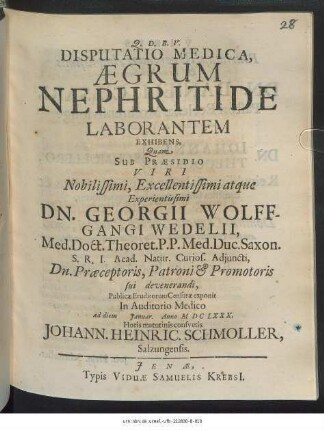 28
Q. D. B. V.
DISPUTATIO MEDICA,
ÆGRUM
NEPHRITIDE
LABORANTEM
EXHIBENS,
Quam
SUB PRÆSIDIO
VIRI
Nobilissimi, Excellentissimi atque
Experientissimi
DN. GEORGII WOLFF-
GANGI WEDELII,
Med. Doct. Theoret. P.P. Med. Duc. Saxon.
S. R. I. Acad. Natur. Curios. Adjuncti,
Dn. Præceptoris, Patroni & Promotoris
sui devenerandi,
Publicæ Eruditorum Censuræ exponit
In Auditorio Medico
ad diem Januar. Anno M DC LXXX.
Horis matutinis consvetis
JOHANN. HEINRIC. SCHMOLLER,
Salzungensis.
JENÆ,
Typis VIDUÆ SAMUELIS KREBSI.